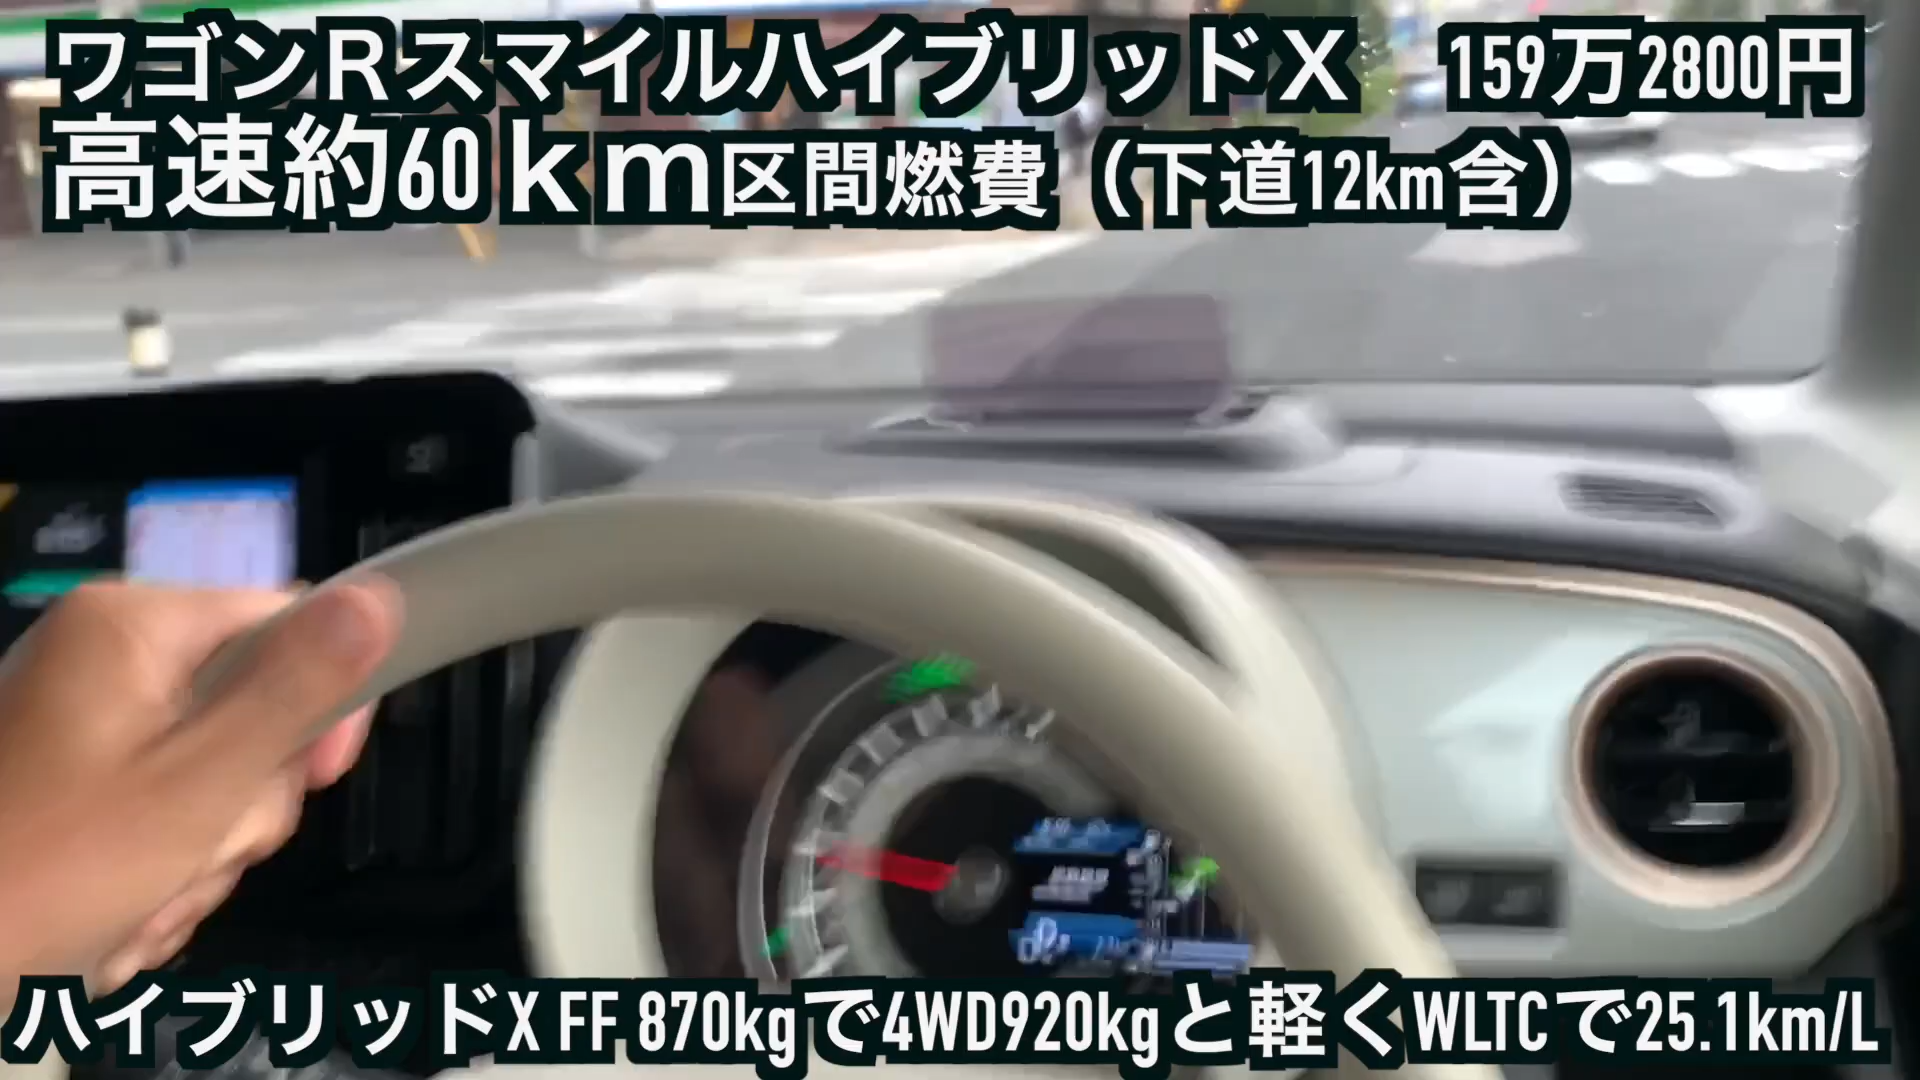 ワゴンＲスマイルハイブリッドＸ　159万2800円
高速約60ｋｍ区間燃費（下道12km含）
ハイブリッドX FF 870kgで4WD920kgと軽くWLTCで25.1km/L